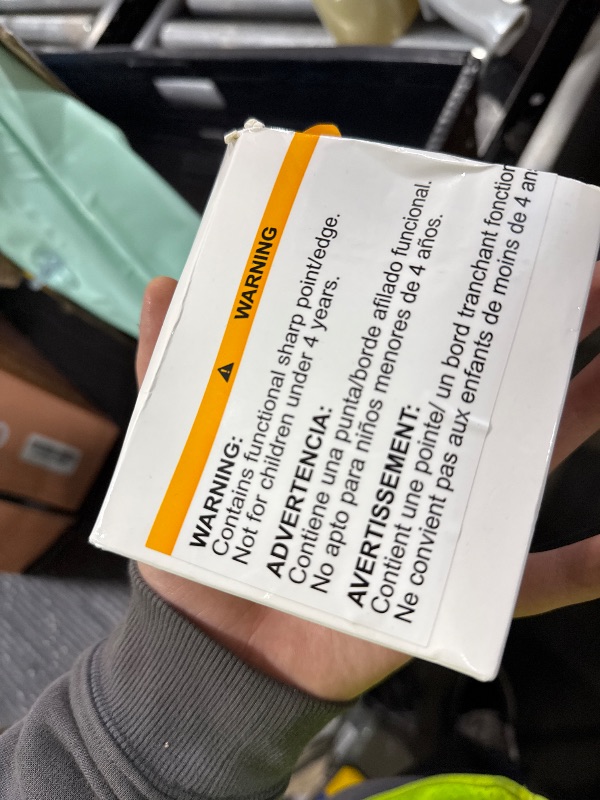 ⚠ WARNING
WARNING:
Contains functional sharp point/edge.
Not for children under 4 years.
ADVERTENCIA:
Contiene una punta/borde afilado funcional.
No apto para niños menores de 4 años.
AVERTISSEMENT:
Contient une pointe/ un bord tranchant fonction
Ne convient pas aux enfants de moins de 4 an